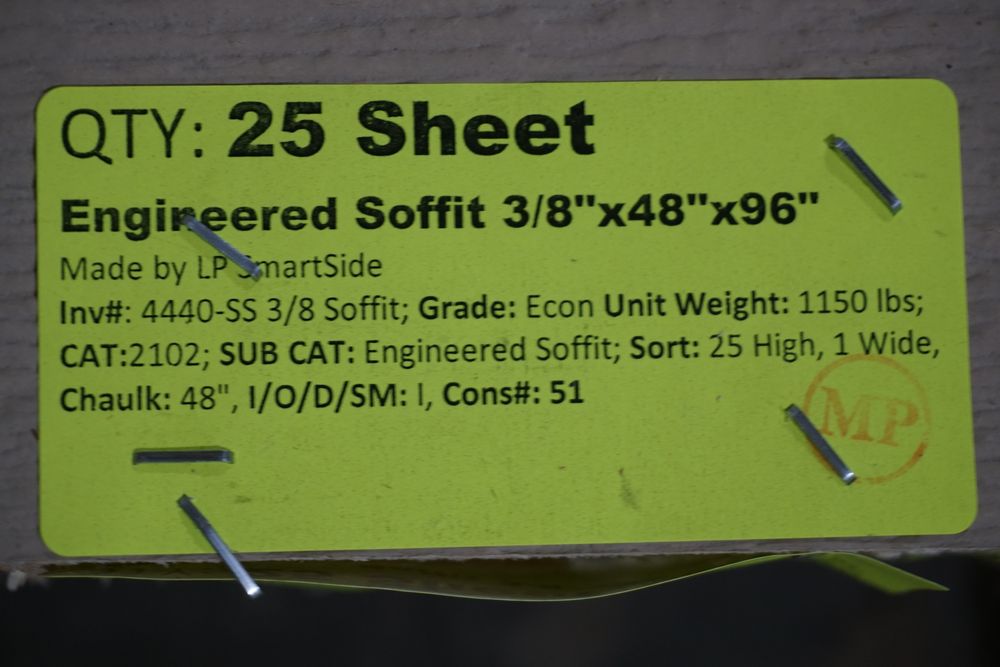 QTY: 25 Sheet
Engineered Soffit 3/8"x48"x96"
Made by LP SmartSide
Inv#: 4440-SS 3/8 Soffit; Grade: Econ Unit Weight: 1150 lbs;
CAT:2102; SUB CAT: Engineered Soffit; Sort: 25 High, 1 Wide,
Chaulk: 48", I/O/D/SM: I, Cons#: 51
MP